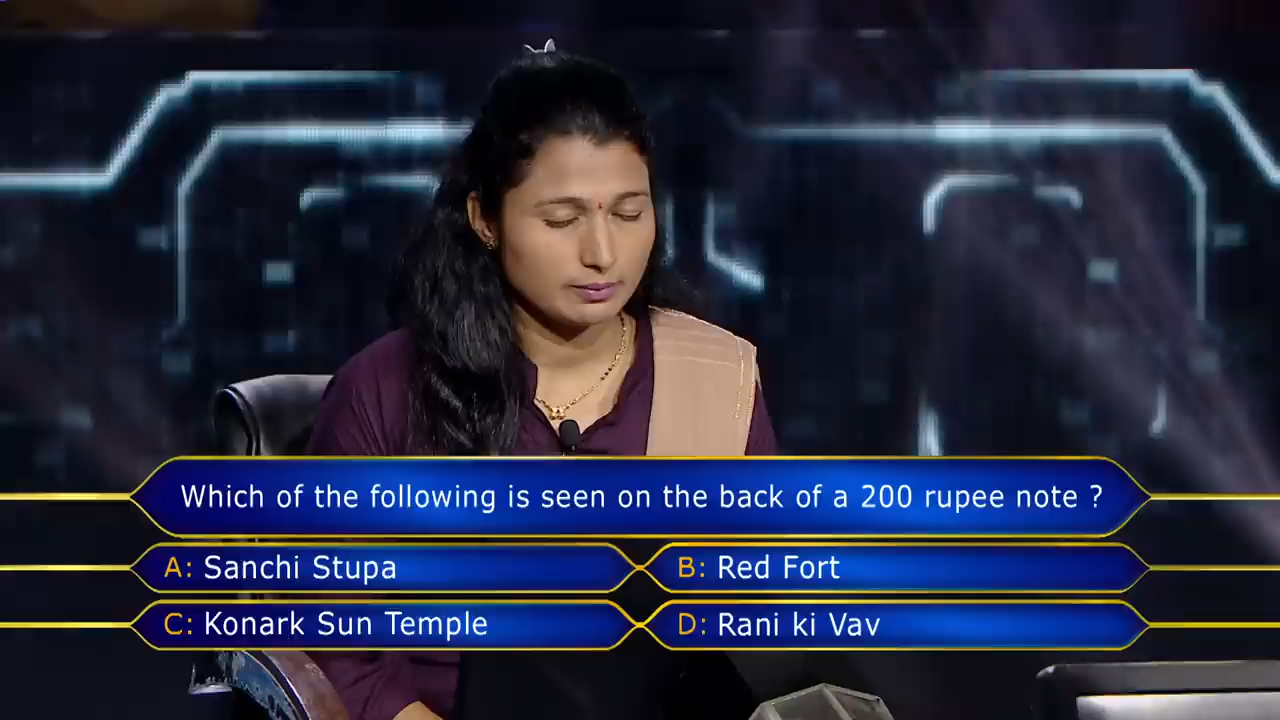 Which of the following is seen on the back of a 200 rupee note ?
A: Sanchi Stupa
B: Red Fort
C: Konark Sun Temple
D: Rani ki Vav